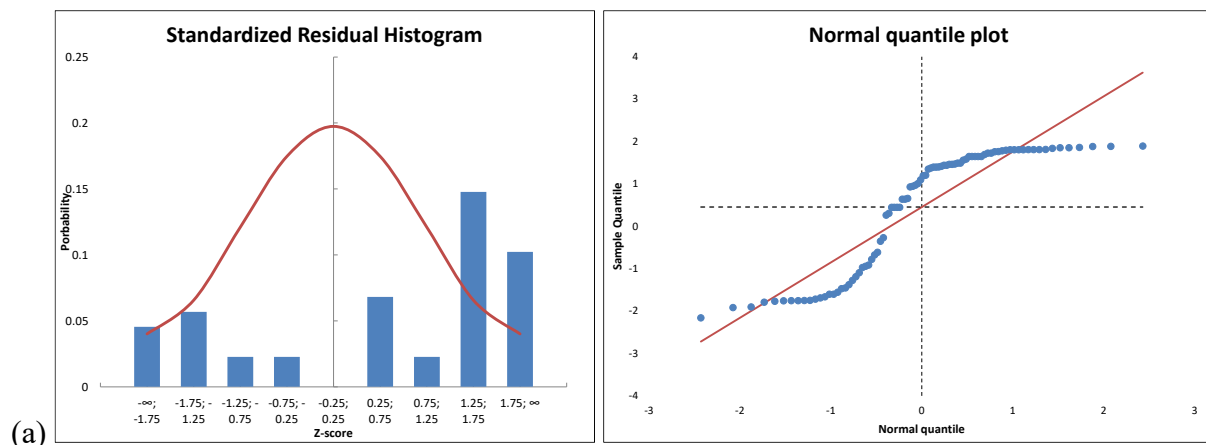 Standardized Residual Histogram
Porbability
0.25
0.2
0.15
0.1
0.05
0
-∞; -1.75; - -1.25; - -0.75; - -0.25; 0.25; 0.75; 1.25; 1.75; ∞
-1.75 1.25 0.75 0.25 0.25 0.75 1.25 1.75
Z-score
Normal quantile plot
Sample Quantile
4
3
2
1
0
-1
-2
-3
-4
-3 -2 -1 0 1 2 3
Normal quantile
(a)